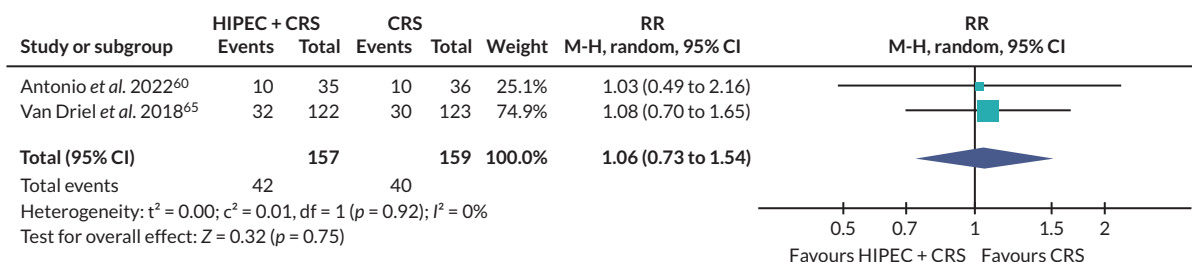 HIPEC + CRS CRS RR RR
Study or subgroup Events Total Events Total Weight M-H, random, 95% CI M-H, random, 95% CI
Antonio et al. 2022⁶⁰ 10 35 10 36 25.1% 1.03 (0.49 to 2.16)
Van Driel et al. 2018⁶⁵ 32 122 30 123 74.9% 1.08 (0.70 to 1.65)
Total (95% CI) 157 159 100.0% 1.06 (0.73 to 1.54)
Total events 42 40
Heterogeneity: t² = 0.00; c² = 0.01, df = 1 (p = 0.92); I² = 0%
Test for overall effect: Z = 0.32 (p = 0.75)
0.5 0.7 1 1.5 2
Favours HIPEC + CRS Favours CRS